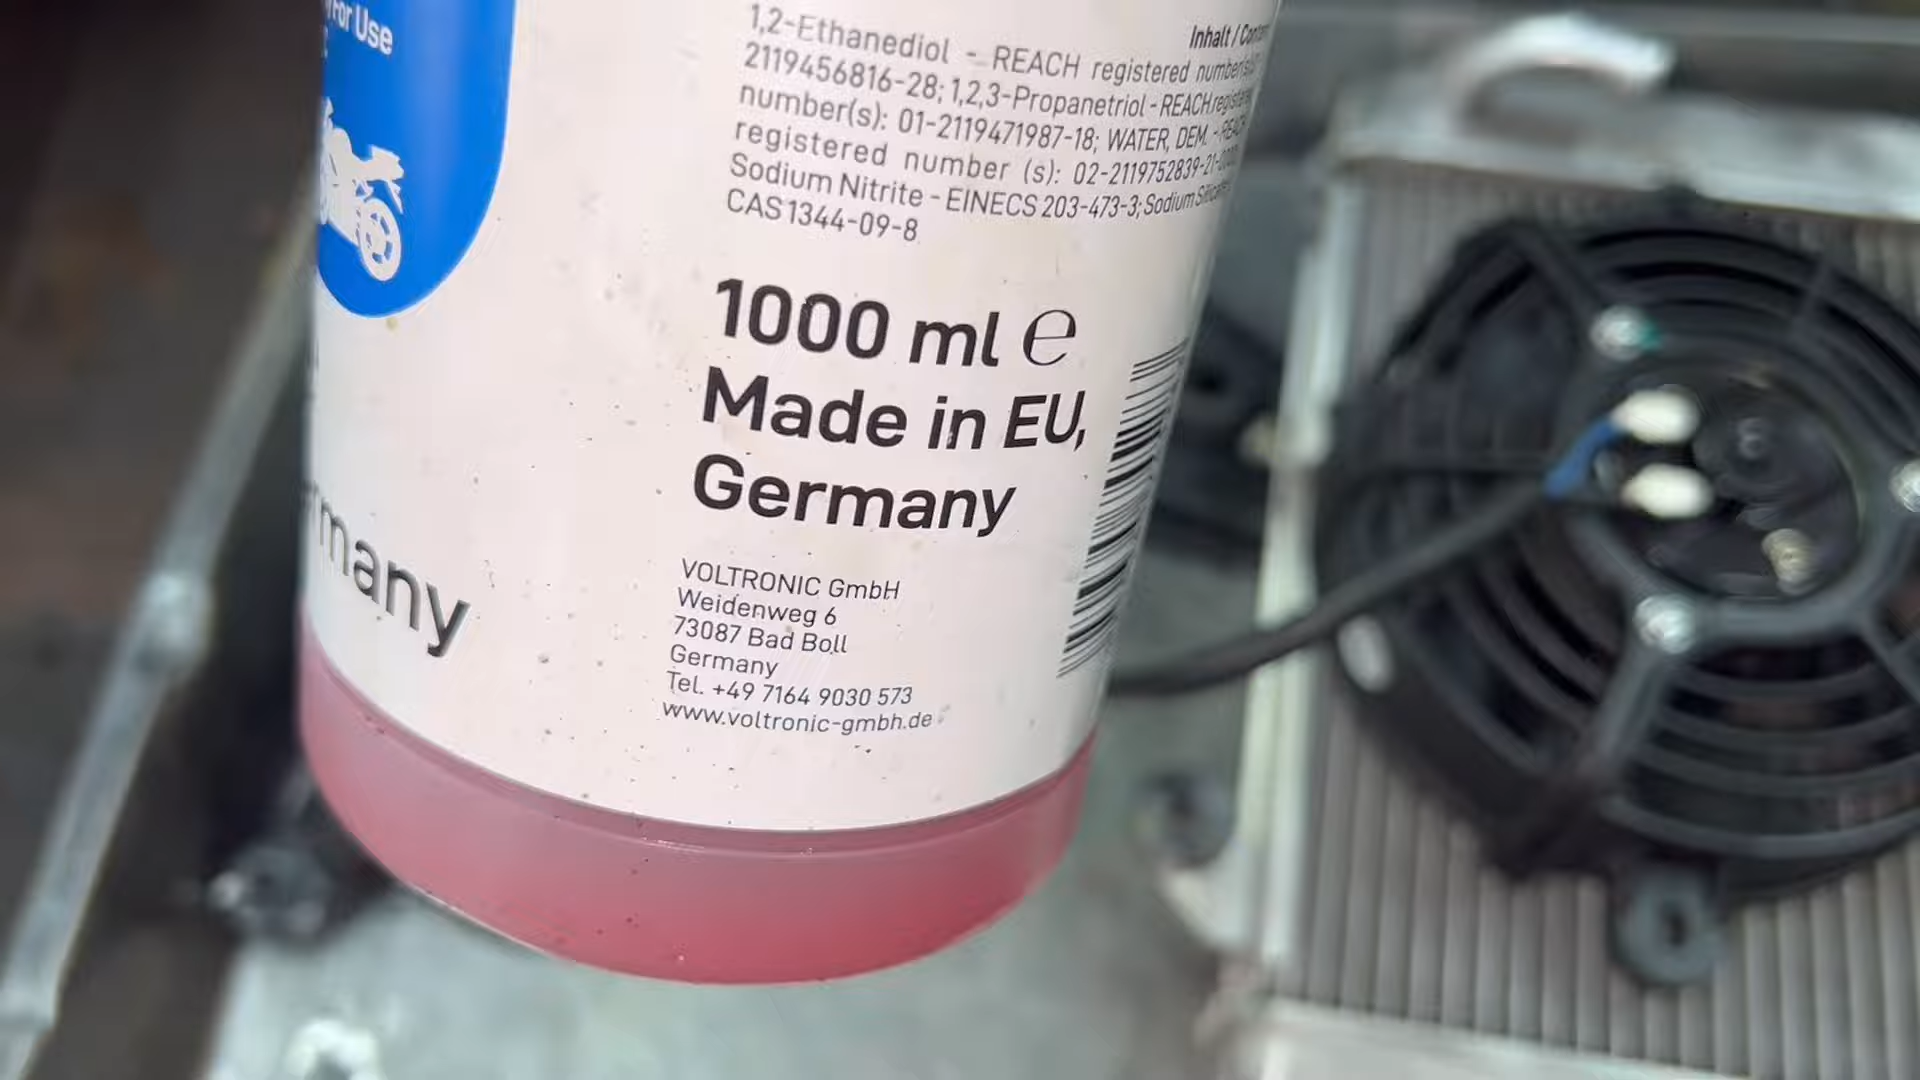 For Use
1,2-Ethanediol - REACH registered
2119456816-28; 1,2,3-Propanetriol - REACH
number(s): 01-2119471987-18; WATER, DEM. -
registered number (s): 02-2119752839-21-
Sodium Nitrite - EINECS 203-473-3; Sodium
CAS 1344-09-8
Inhalt /
1000 ml ℮
Made in EU,
Germany
VOLTRONIC GmbH
Weidenweg 6
73087 Bad Boll
Germany
Tel. +49 7164 9030 573
www.voltronic-gmbh.de